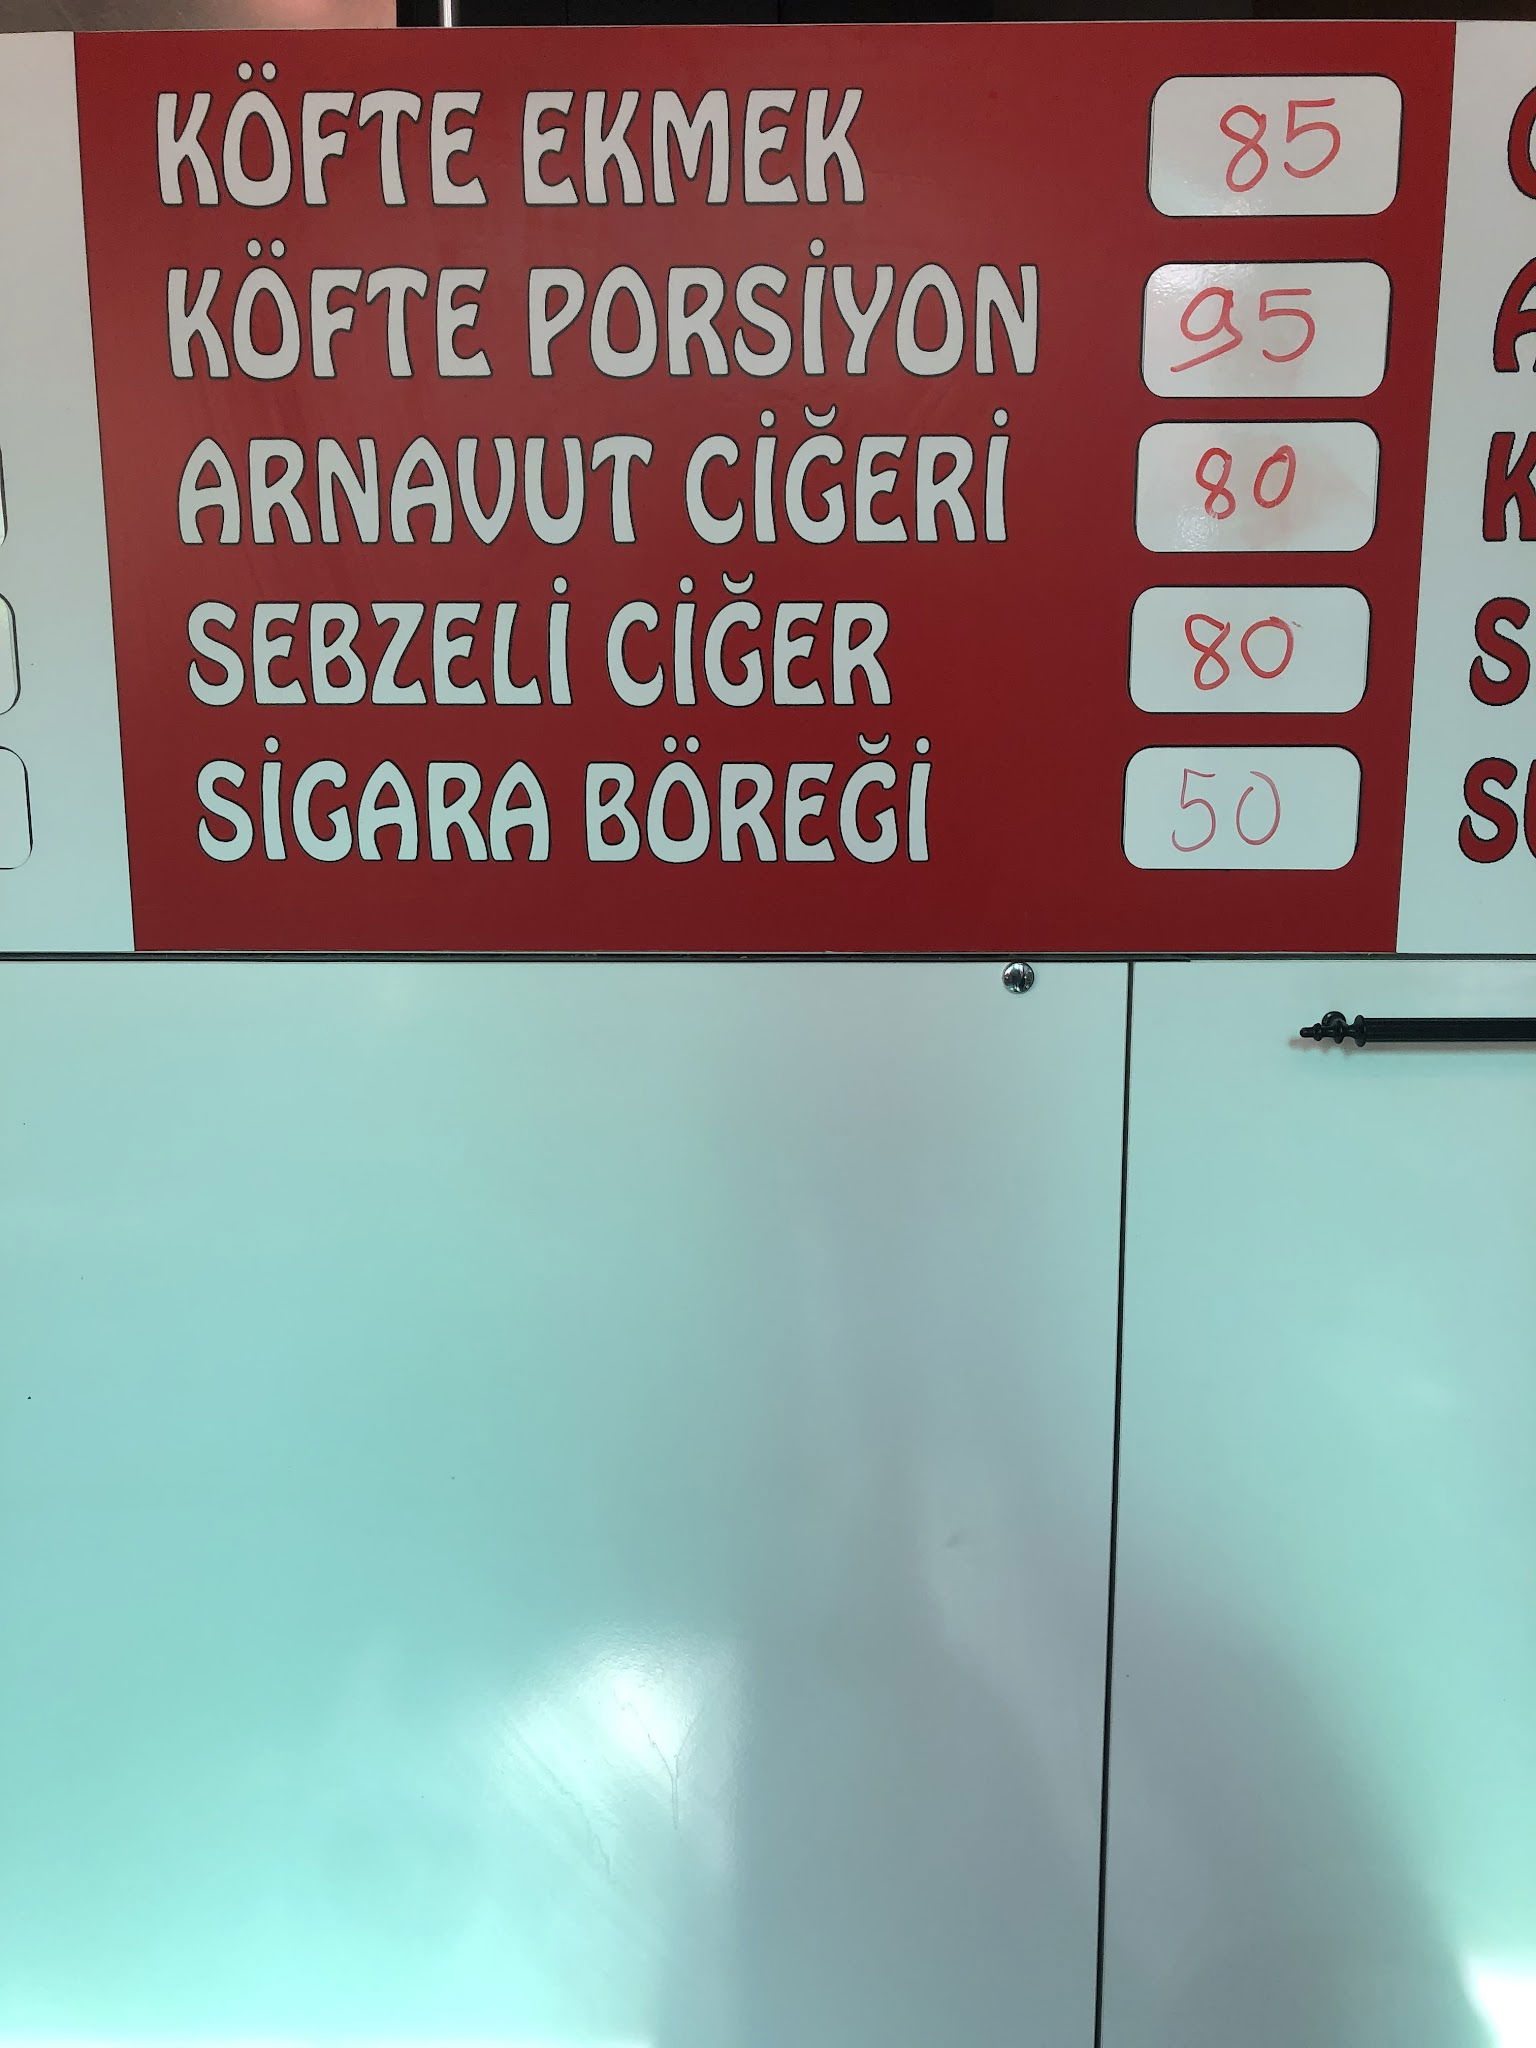 KÖFTE EKMEK 85
KÖFTE PORSİYON 95
ARNAVUT CİĞERİ 80
SEBZELİ CİĞER 80
SİGARA BÖREĞİ 50